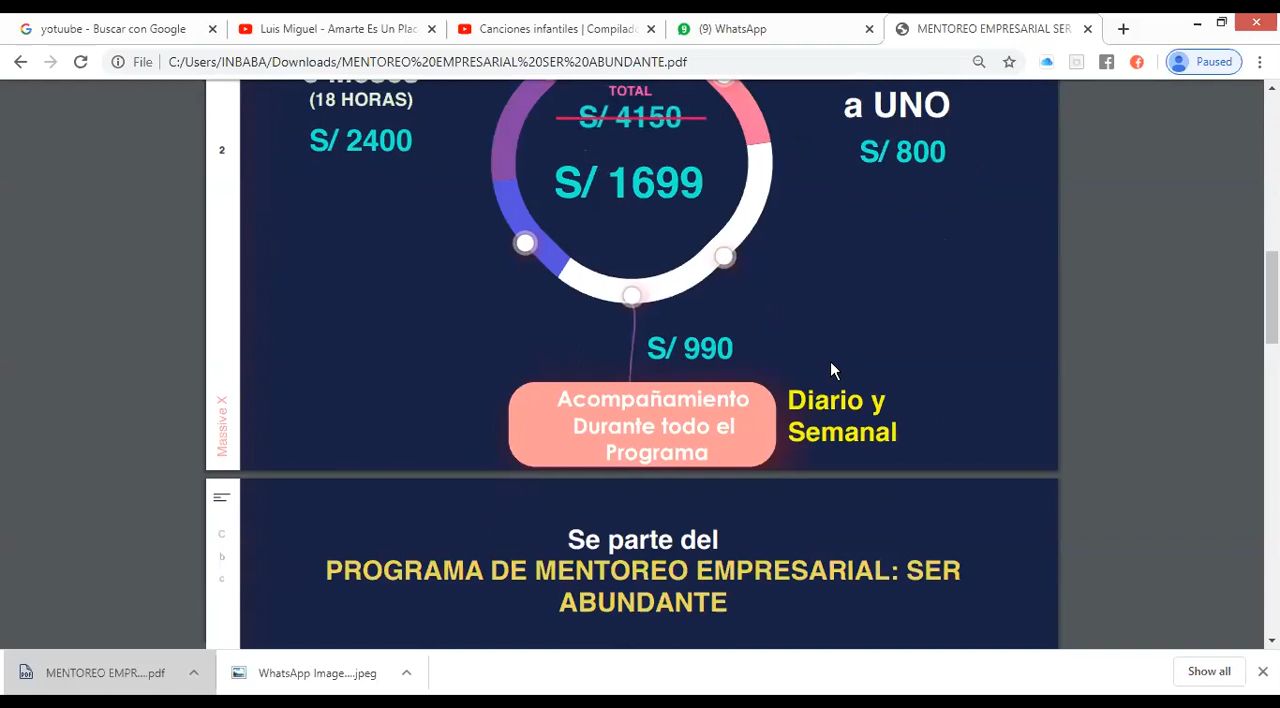 yotuube - Buscar con Google
Luis Miguel - Amarte Es Un Plac
Canciones infantiles | Compilado
(9) WhatsApp
MENTOREO EMPRESARIAL SER
File
C:/Users/INBABA/Downloads/MENTOREO%20EMPRESARIAL%20SER%20ABUNDANTE.pdf
Paused
(18 HORAS)
S/ 2400
TOTAL
S/ 4150
S/ 1699
a UNO
S/ 800
2
S/ 990
Acompañamiento
Durante todo el
Programa
Diario y
Semanal
Massive X
C
b
c
Se parte del
PROGRAMA DE MENTOREO EMPRESARIAL: SER
ABUNDANTE
MENTOREO EMPR....pdf
WhatsApp Image....jpeg
Show all